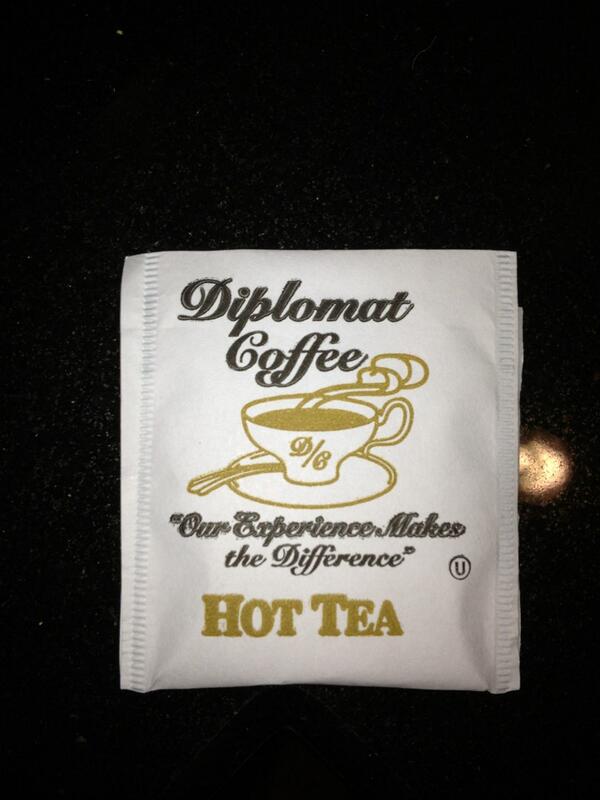 Diplomat
Coffee
D/C
"Our Experience Makes
the Difference"
U
HOT TEA